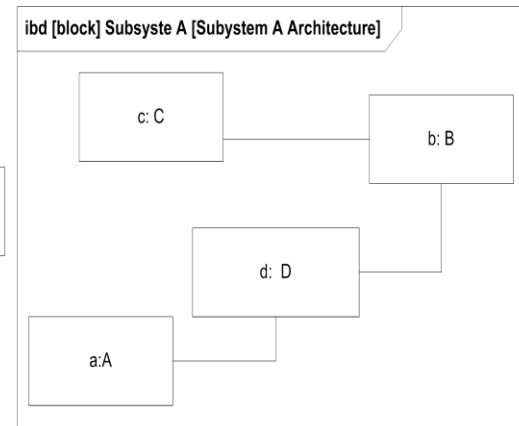 ibd [block] Subsyste A [Subystem A Architecture]
c: C
b: B
d: D
a:A